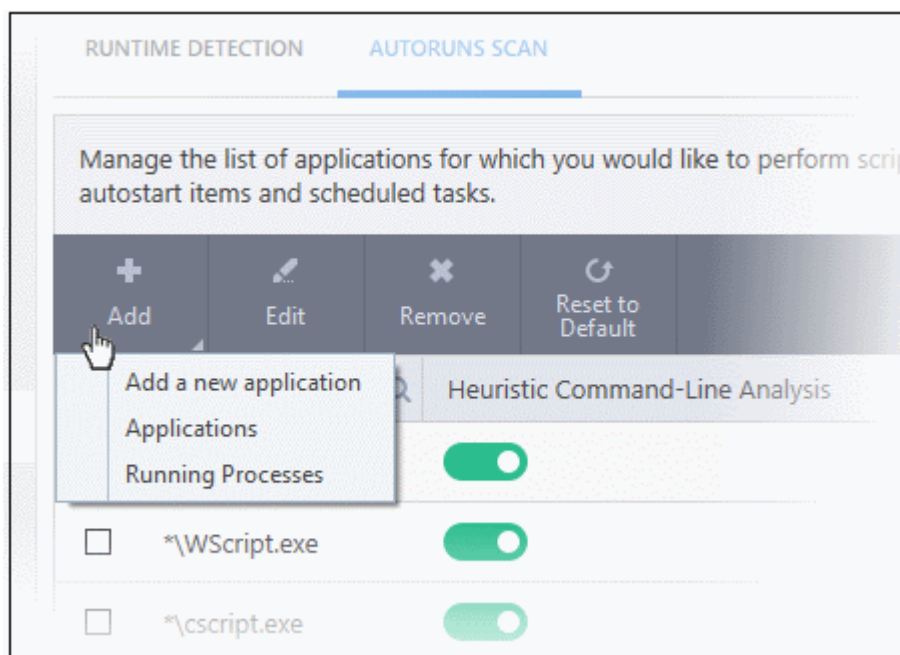 RUNTIME DETECTION AUTORUNS SCAN
Manage the list of applications for which you would like to perform
autostart items and scheduled tasks.
Add Edit Remove Reset to
Default
Add a new application
Heuristic Command-Line Analysis
Applications
Running Processes
*\WScript.exe
*\cscript.exe